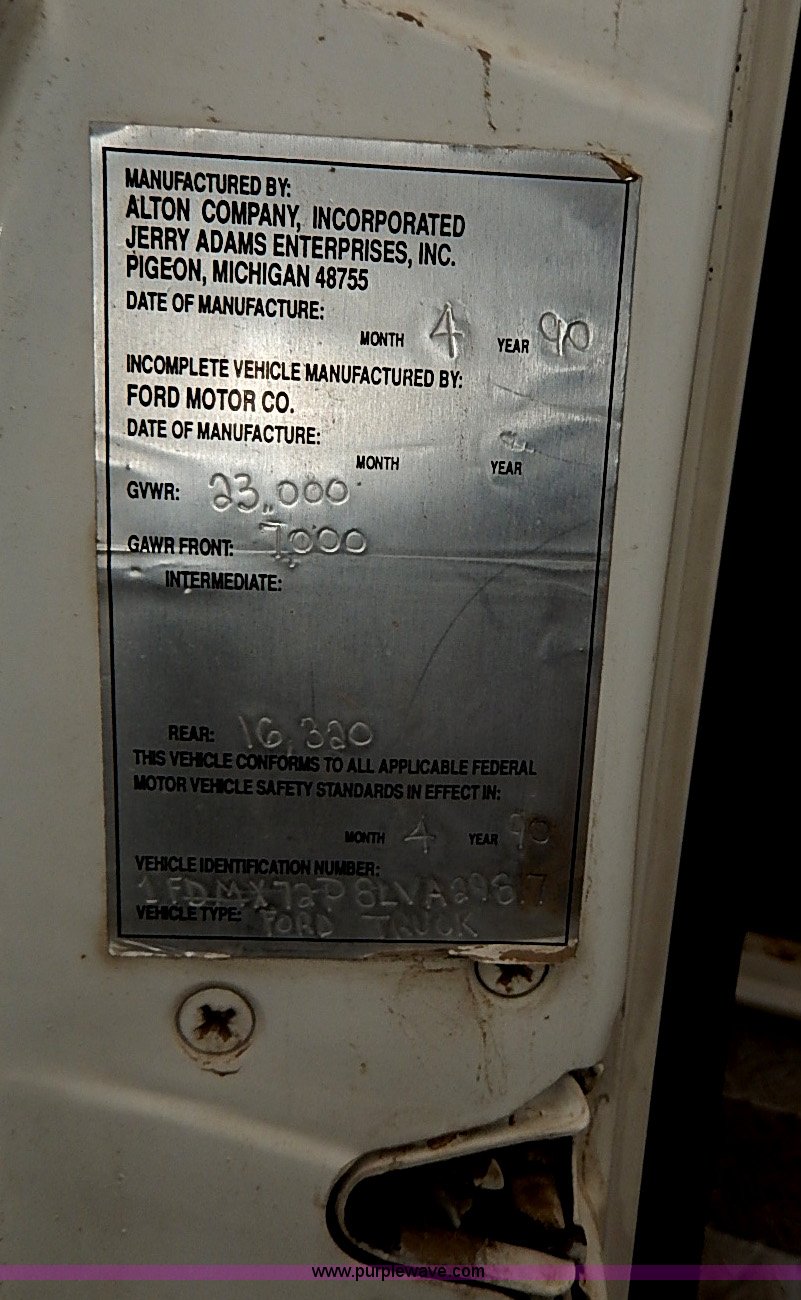 MANUFACTURED BY:
ALTON COMPANY, INCORPORATED
JERRY ADAMS ENTERPRISES, INC.
PIGEON, MICHIGAN 48755
DATE OF MANUFACTURE:
MONTH 4 YEAR 90
INCOMPLETE VEHICLE MANUFACTURED BY:
FORD MOTOR CO.
DATE OF MANUFACTURE:
MONTH YEAR
GVWR: 23,000
GAWR FRONT: 7,000
INTERMEDIATE:
REAR: 16,320
THIS VEHICLE CONFORMS TO ALL APPLICABLE FEDERAL
MOTOR VEHICLE SAFETY STANDARDS IN EFFECT IN:
MONTH 4 YEAR 90
VEHICLE IDENTIFICATION NUMBER:
VEHICLE TYPE: FORD TRUCK
www.purplewave.com